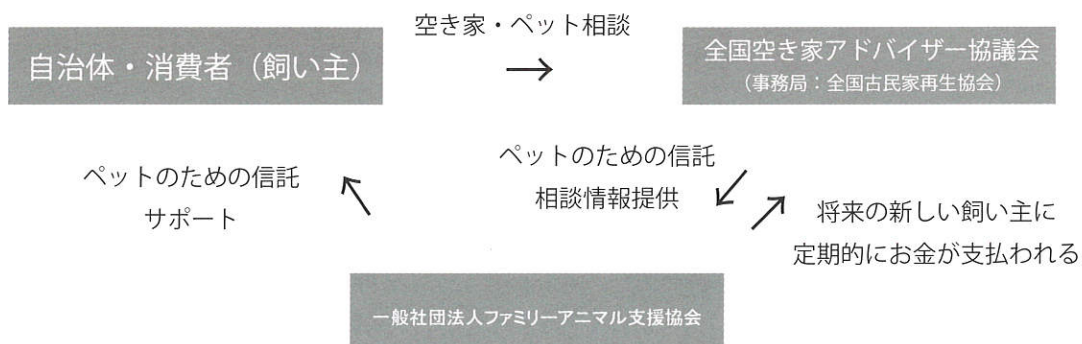 空き家・ペット相談
自治体・消費者（飼い主）
→
全国空き家アドバイザー協議会
（事務局：全国古民家再生協会）
ペットのための信託
サポート
ペットのための信託
相談情報提供
将来の新しい飼い主に
定期的にお金が支払われる
一般社団法人ファミリーアニマル支援協会